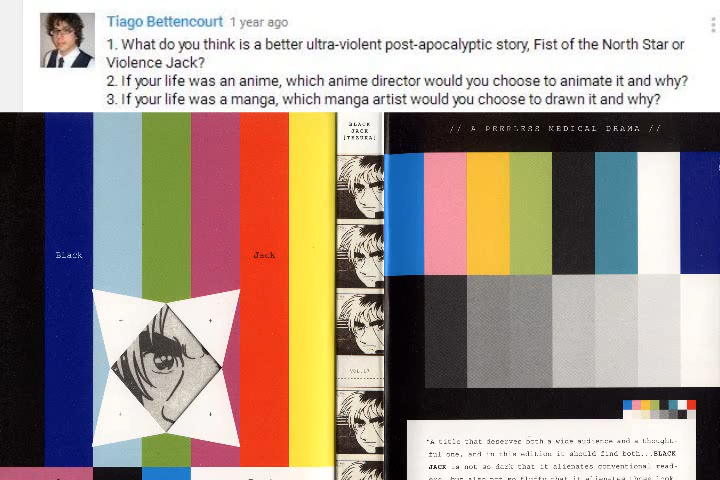 Tiago Bettencourt 1 year ago
1. What do you think is a better ultra-violent post-apocalyptic story, Fist of the North Star or
Violence Jack?
2. If your life was an anime, which anime director would you choose to animate it and why?
3. If your life was a manga, which manga artist would you choose to drawn it and why?
BLACK
JACK
[TEZUKA]
VOL.17
Black
Jack
// A PEERLESS MEDICAL DRAMA //
"A title that deserves both a wide audience and a thought-
ful one, and in this edition it should find both...BLACK
JACK is not so dark that it alienates conventional read-